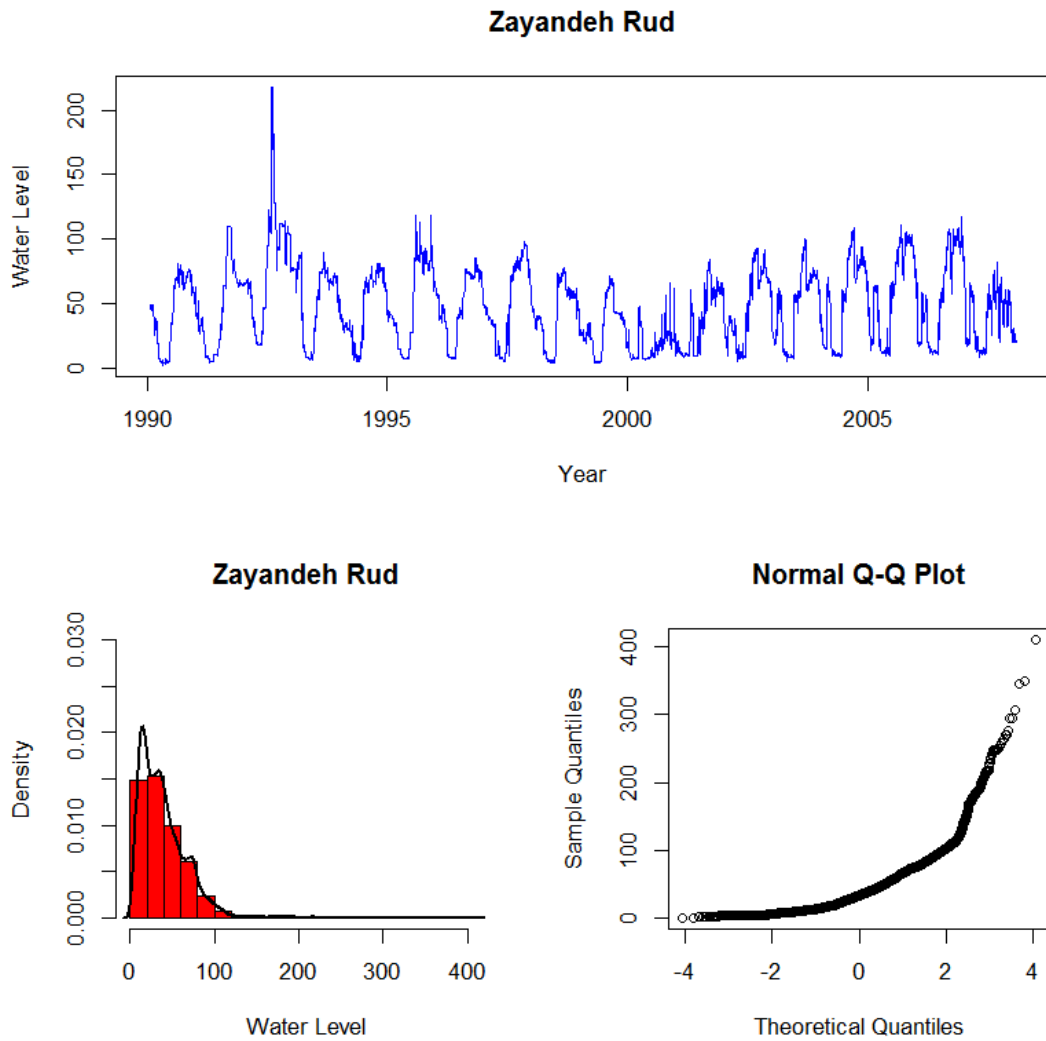 Zayandeh Rud
Water Level
200
150
100
50
0
1990 1995 2000 2005
Year
Zayandeh Rud
Density
0.030
0.020
0.010
0.000
0 100 200 300 400
Water Level
Normal Q-Q Plot
Sample Quantiles
400
300
200
100
0
-4 -2 0 2 4
Theoretical Quantiles